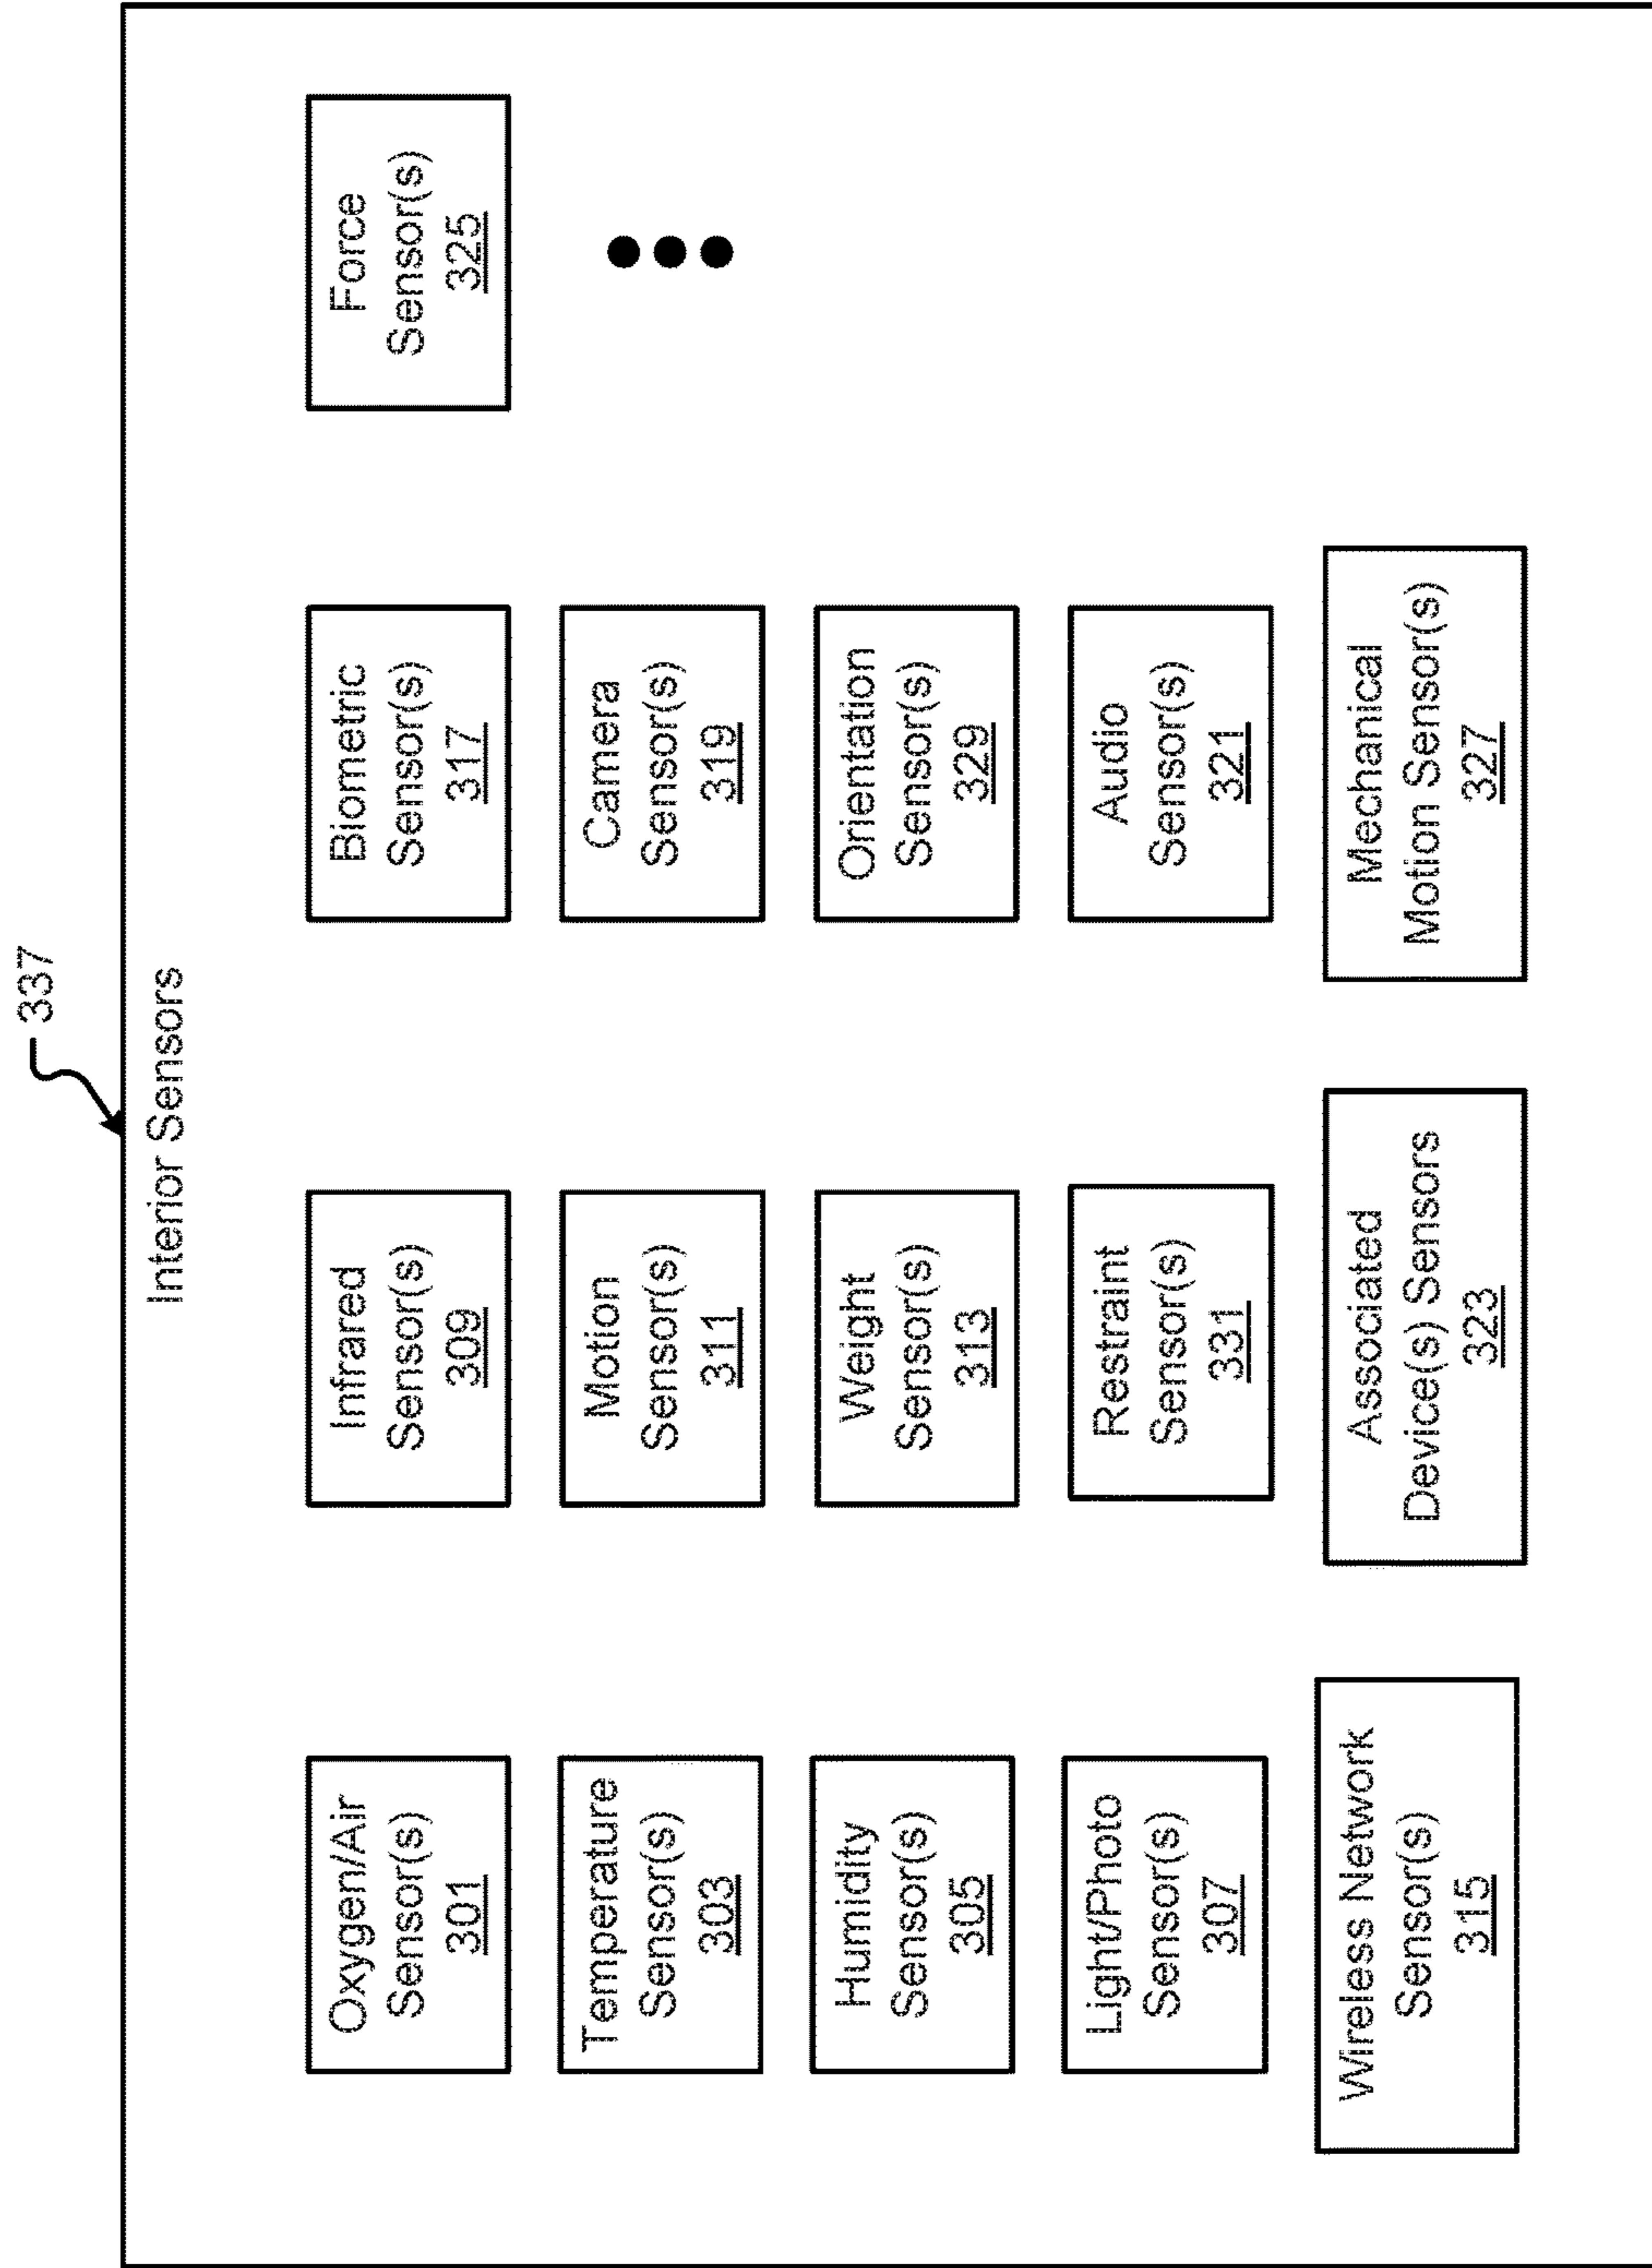 337
Interior Sensors
Oxygen/Air
Sensor(s)
301
Temperature
Sensor(s)
303
Humidity
Sensor(s)
305
Light/Photo
Sensor(s)
307
Wireless Network
Sensor(s)
315
Infrared
Sensor(s)
309
Motion
Sensor(s)
311
Weight
Sensor(s)
313
Restraint
Sensor(s)
331
Associated
Device(s) Sensors
323
Biometric
Sensor(s)
317
Camera
Sensor(s)
319
Orientation
Sensor(s)
329
Audio
Sensor(s)
321
Mechanical
Motion Sensor(s)
327
Force
Sensor(s)
325